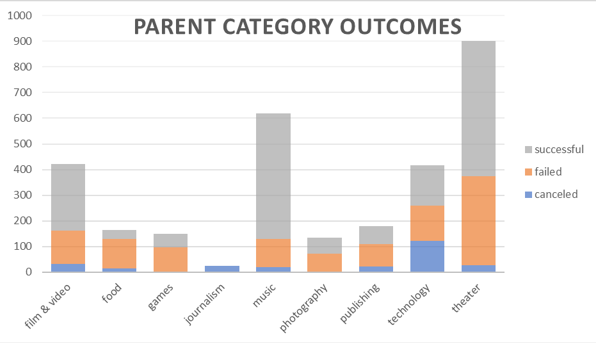 PARENT CATEGORY OUTCOMES
1000
900
800
700
600
500
400
300
200
100
0
film & video
food
games
journalism
music
photography
publishing
technology
theater
successful
failed
canceled